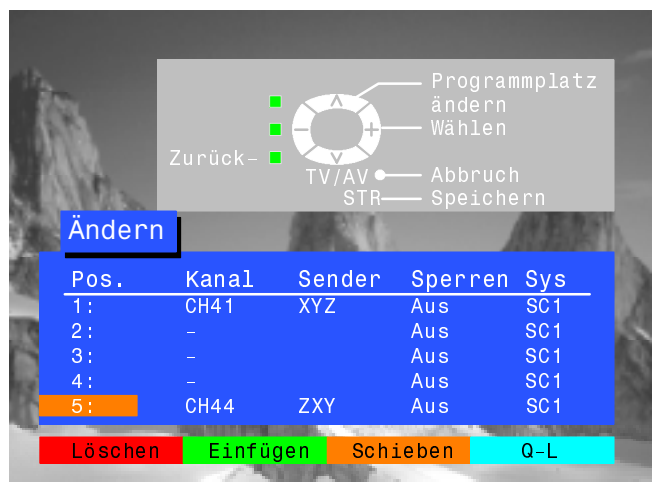 Programmplatz
ändern
Wählen
Zurück–
TV/AV Abbruch
STR Speichern
Ändern
Pos. Kanal Sender Sperren Sys
1: CH41 XYZ Aus SC1
2: – Aus SC1
3: – Aus SC1
4: – Aus SC1
5: CH44 ZXY Aus SC1
Löschen Einfügen Schieben Q–L